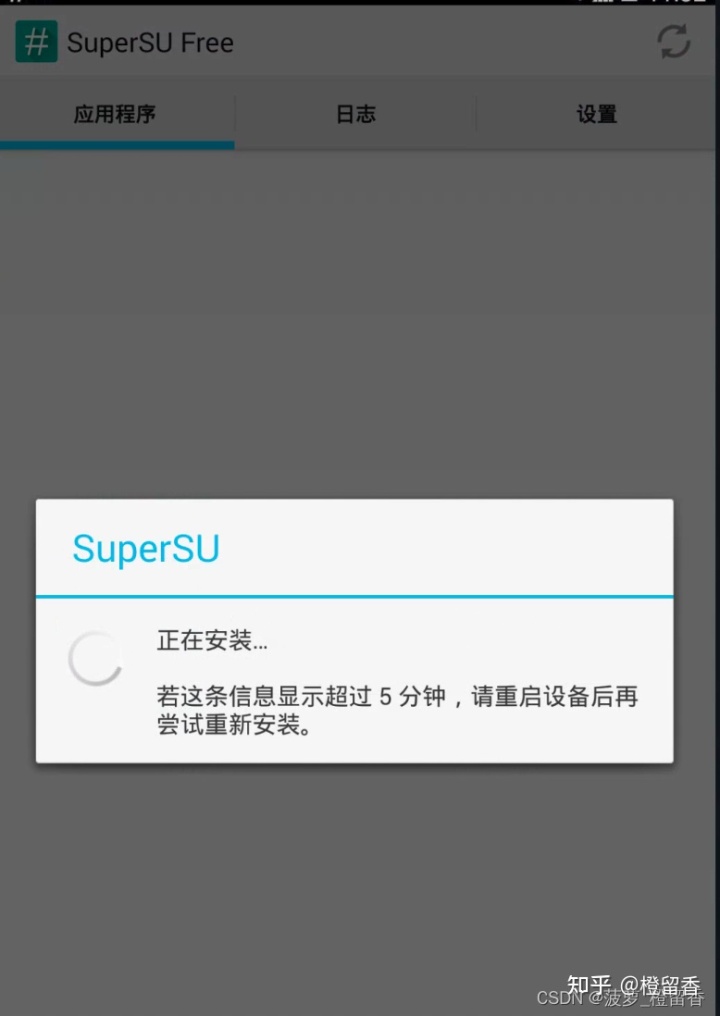 # SuperSU Free
应用程序 日志 设置
SuperSU
正在安装...
若这条信息显示超过 5 分钟，请重启设备后再
尝试重新安装。
知乎 @橙留香
CSDN @菠萝_橙留香